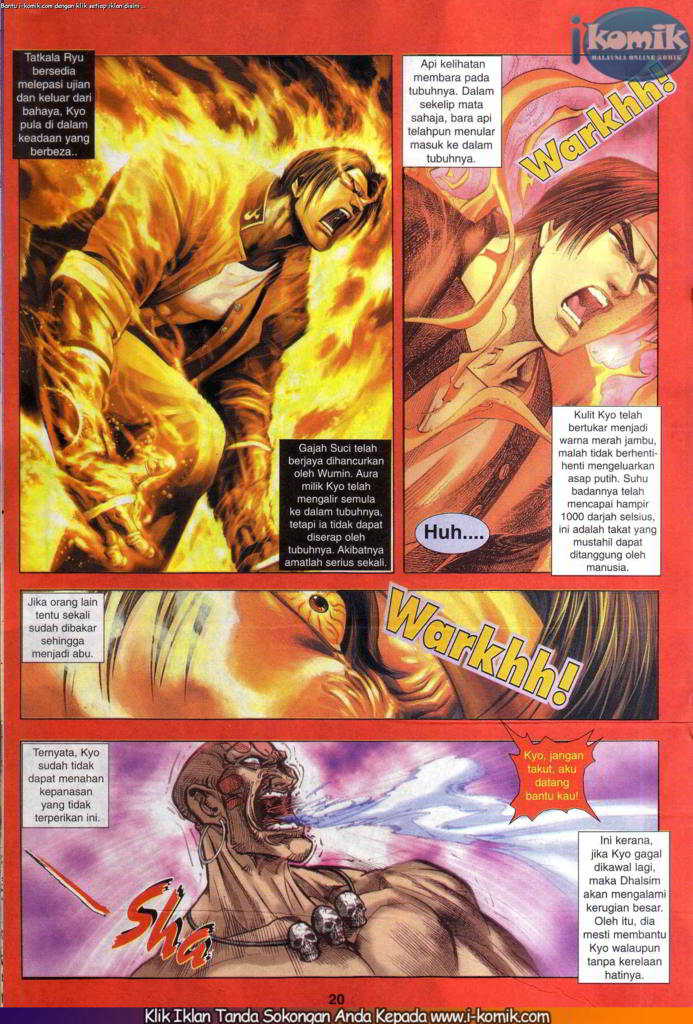 Bantu i-komik.com dengan klik setiap iklan disini ..
i komik
MALAYSIA ONLINE KOMIK
Tatkala Ryu
bersedia
melepasi ujian
dan keluar dari
bahaya, Kyo
pula di dalam
keadaan yang
berbeza..
Api kelihatan
membara pada
tubuhnya. Dalam
sekelip mata
sahaja, bara api
telahpun menular
masuk ke dalam
tubuhnya.
Warkhh!
Gajah Suci telah
berjaya dihancurkan
oleh Wumin. Aura
milik Kyo telah
mengalir semula
ke dalam tubuhnya,
tetapi ia tidak dapat
diserap oleh
tubuhnya. Akibatnya
amatlah serius sekali.
Huh....
Kulit Kyo telah
bertukar menjadi
warna merah jambu,
malah tidak berhenti-
henti mengeluarkan
asap putih. Suhu
badannya telah
mencapai hampir
1000 darjah selsius,
ini adalah takat yang
mustahil dapat
ditanggung oleh
manusia.
Jika orang lain
tentu sekali
sudah dibakar
sehingga
menjadi abu.
Warkhh!
Ternyata, Kyo
sudah tidak
dapat menahan
kepanasan
yang tidak
terperikan ini.
Kyo, jangan
takut, aku
datang
bantu kau!
Sha
Ini kerana,
jika Kyo gagal
dikawal lagi,
maka Dhalsim
akan mengalami
kerugian besar.
Oleh itu, dia
mesti membantu
Kyo walaupun
tanpa kerelaan
hatinya.
20
Klik Iklan Tanda Sokongan Anda Kepada www.i-komik.com